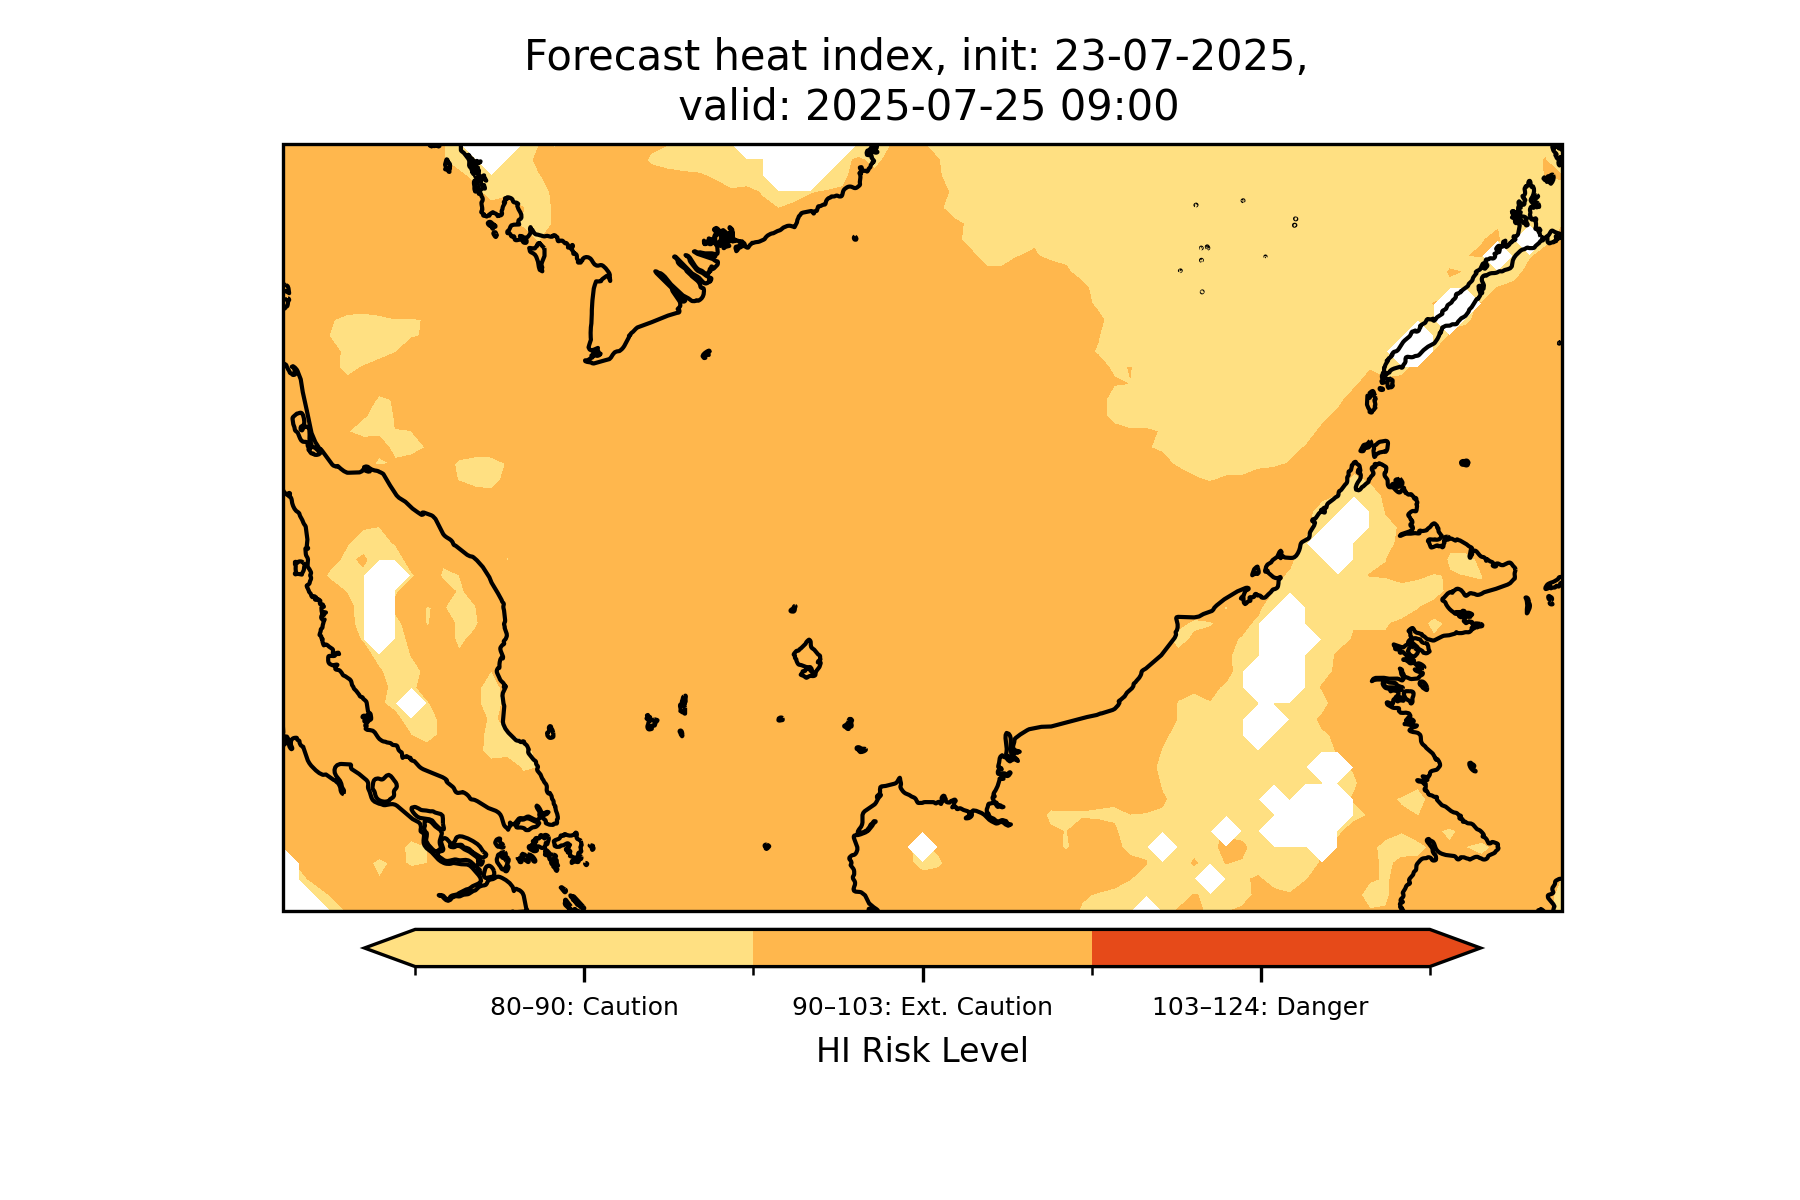 Forecast heat index, init: 23-07-2025,
valid: 2025-07-25 09:00
80–90: Caution
90–103: Ext. Caution
103–124: Danger
HI Risk Level